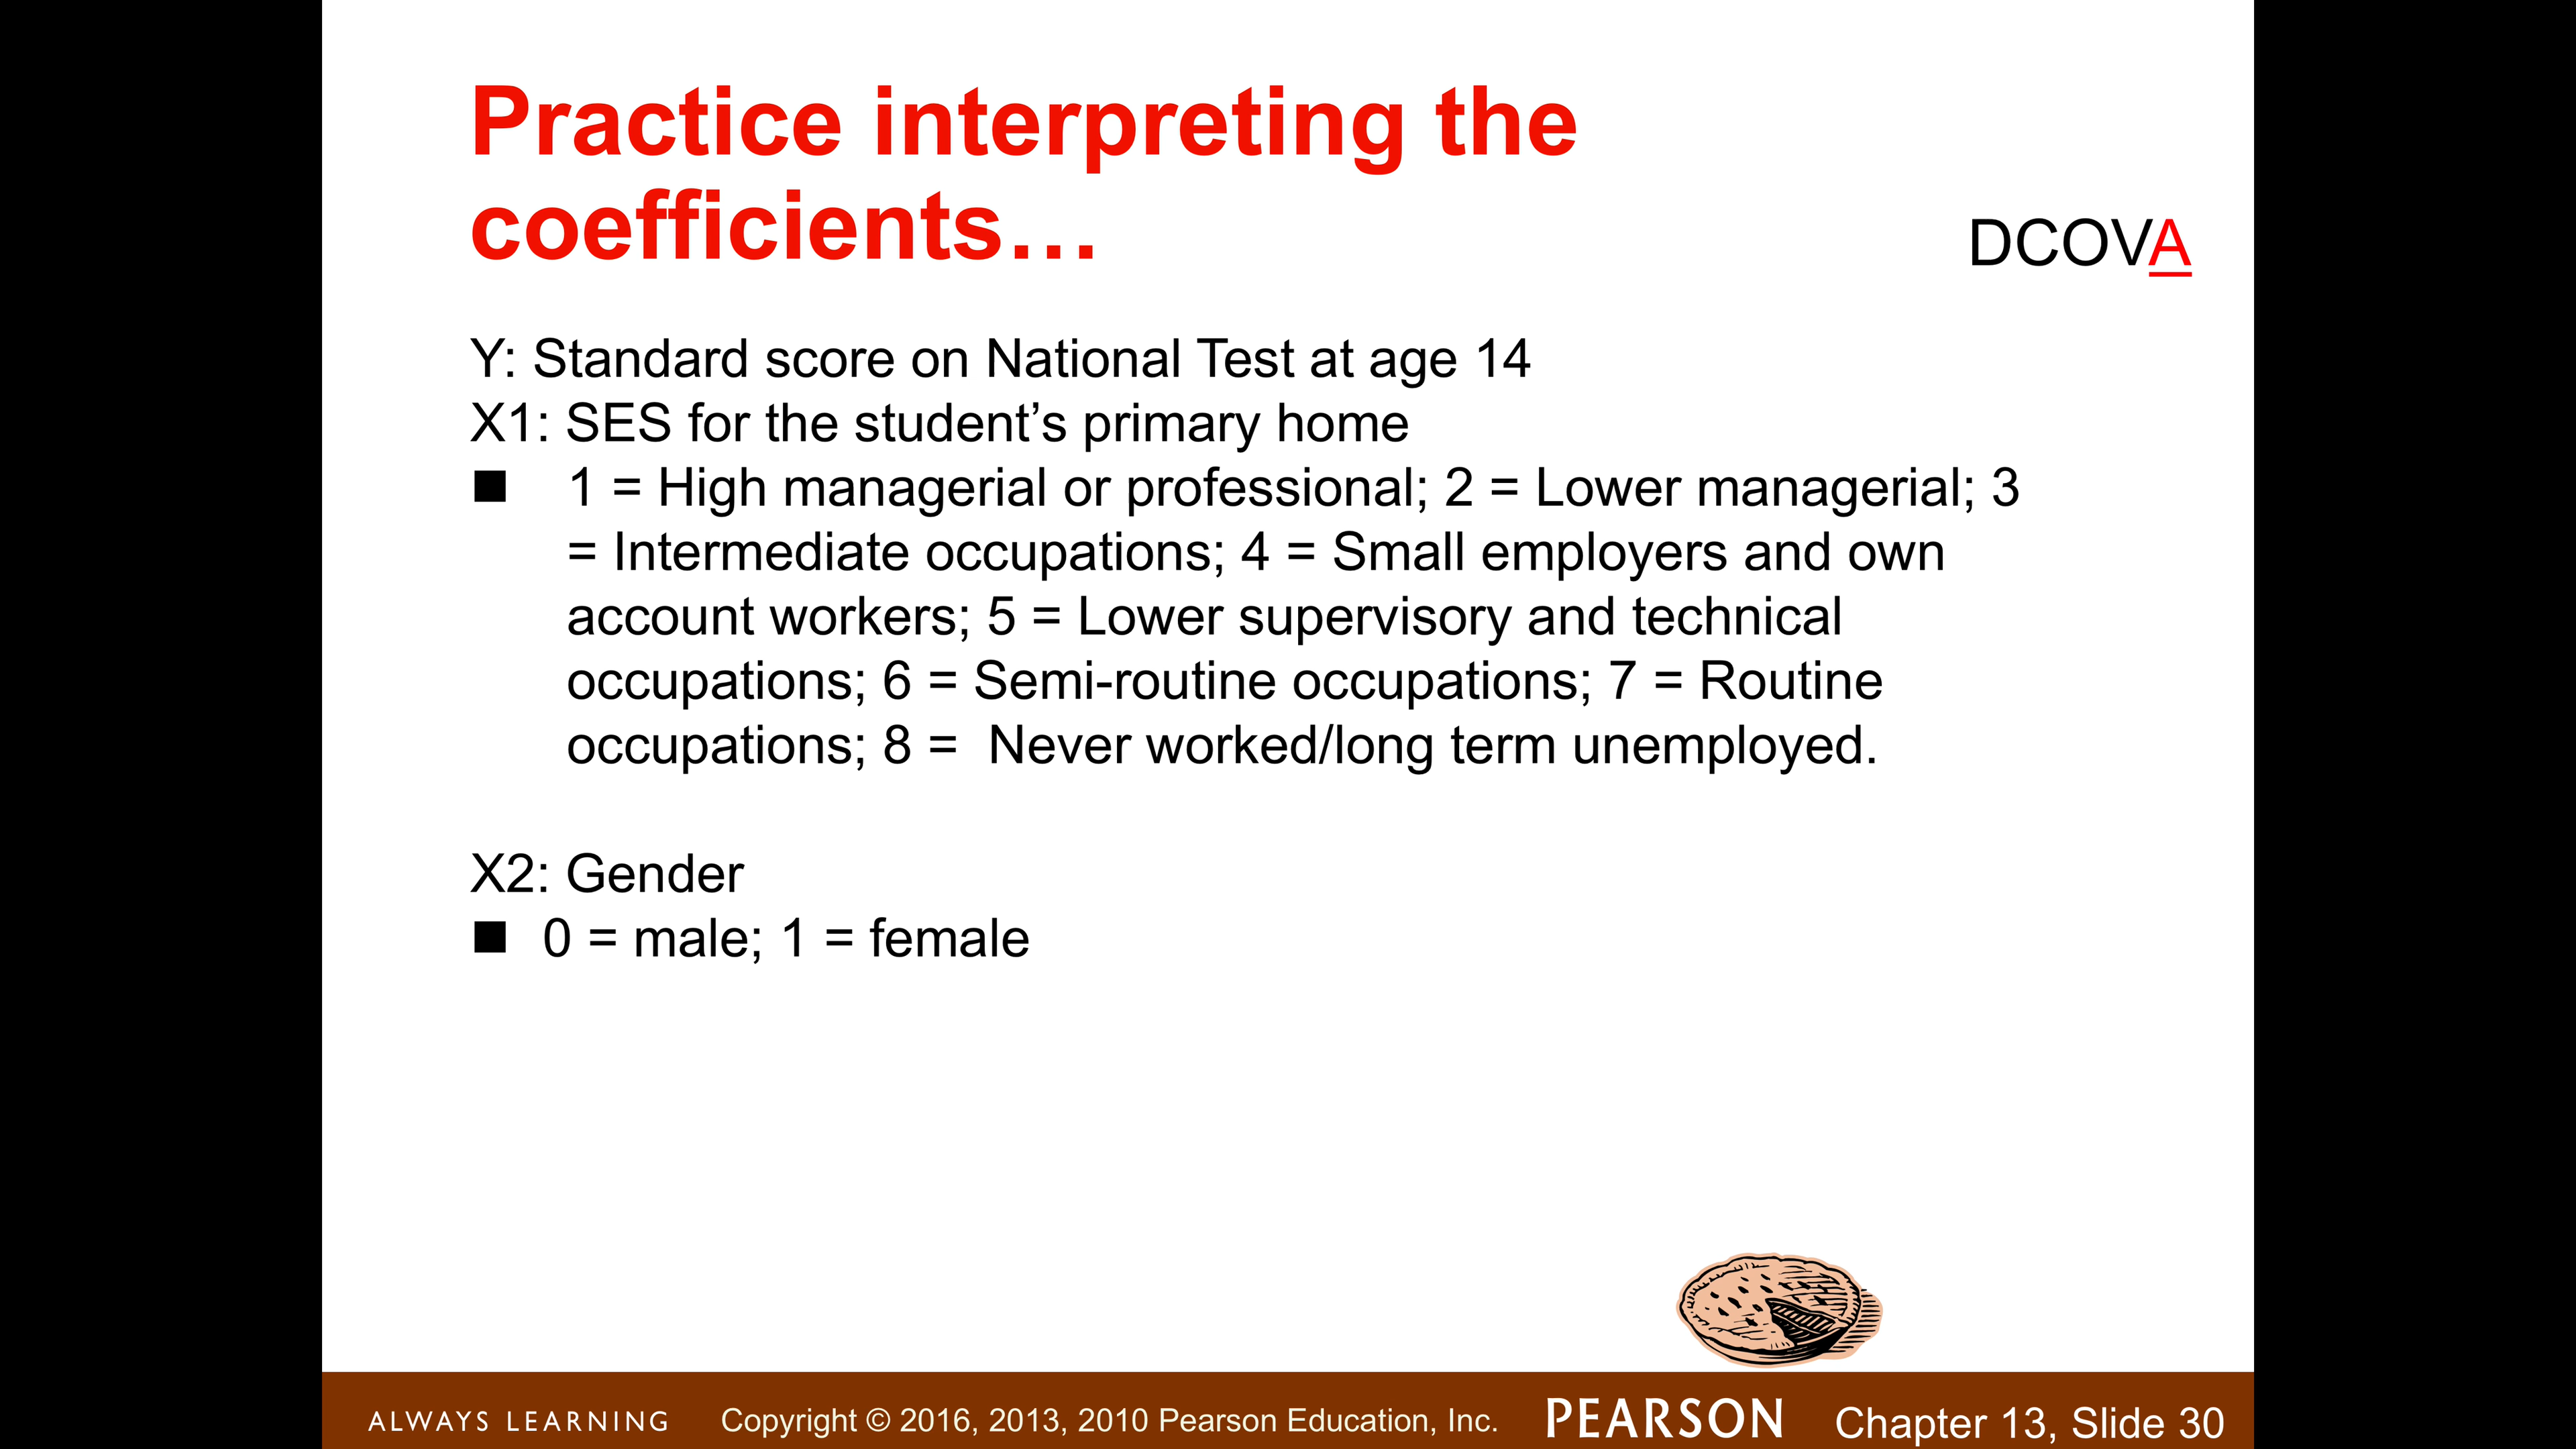 Practice interpreting the
coefficients…
DCOVA
Y: Standard score on National Test at age 14
X1: SES for the student’s primary home
■ 1 = High managerial or professional; 2 = Lower managerial; 3
= Intermediate occupations; 4 = Small employers and own
account workers; 5 = Lower supervisory and technical
occupations; 6 = Semi-routine occupations; 7 = Routine
occupations; 8 =  Never worked/long term unemployed.
X2: Gender
■ 0 = male; 1 = female
ALWAYS LEARNING Copyright © 2016, 2013, 2010 Pearson Education, Inc. PEARSON Chapter 13, Slide 30